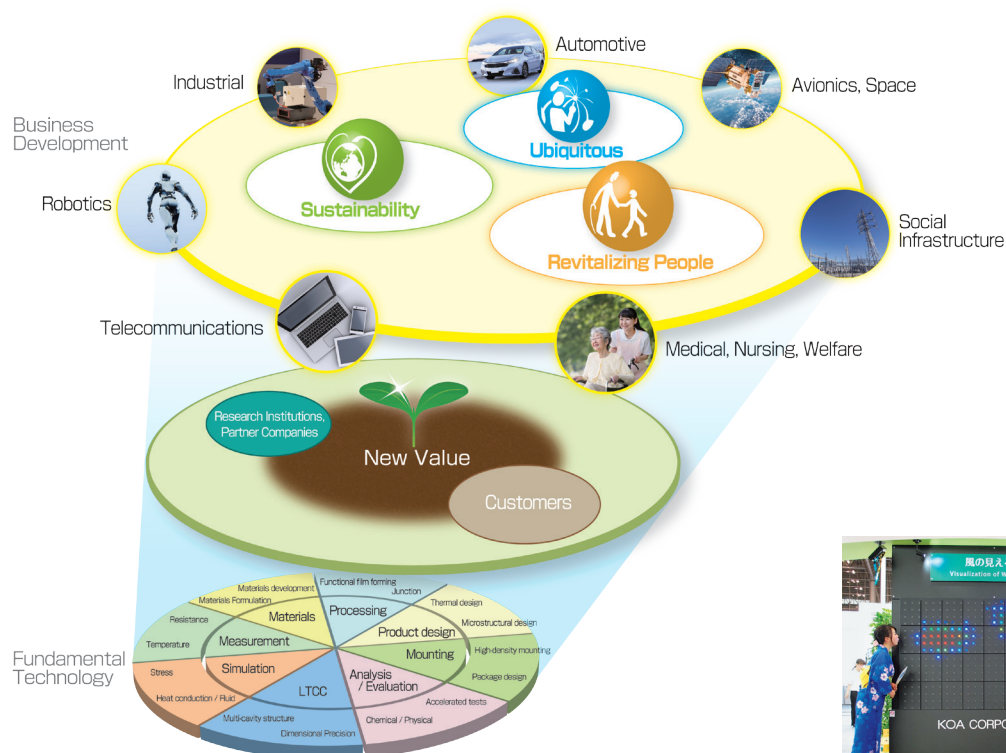 Automotive
Industrial
Avionics, Space
Business
Development
Ubiquitous
Sustainability
Robotics
Social
Infrastructure
Revitalizing People
Telecommunications
Medical, Nursing, Welfare
Research Institutions,
Partner Companies
New Value
Customers
Fundamental
Technology
Functional film forming
Junction
Materials development
Materials Formulation
Thermal design
Microstructural design
Resistance
Temperature
High-density mounting
Package design
Stress
Heat conduction / Fluid
Multi-cavity structure
Dimensional Precision
Chemical / Physical
Accelerated tests
Processing
Materials
Product design
Measurement
Mounting
Simulation
Analysis
/ Evaluation
LTCC
風の見え
Visualization of W
KOA CORPO